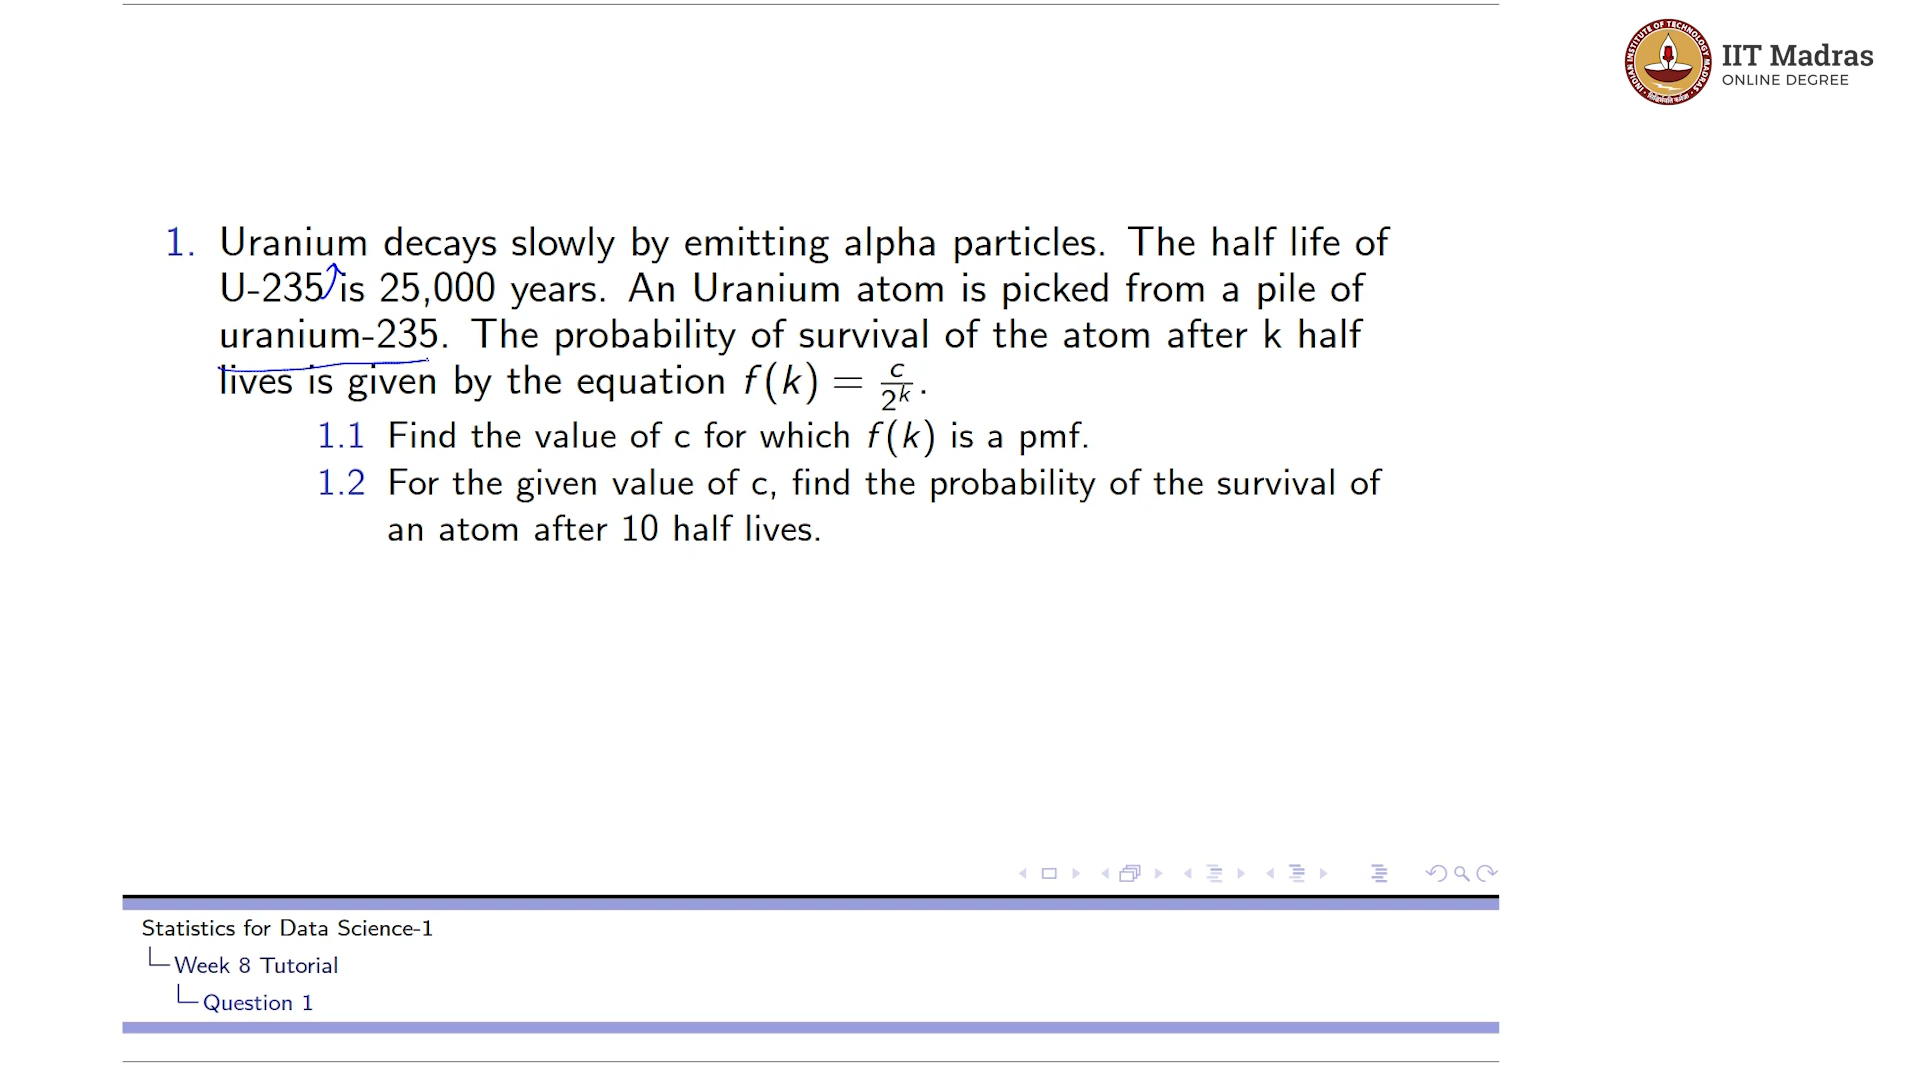 IIT Madras
ONLINE DEGREE
1. Uranium decays slowly by emitting alpha particles. The half life of
U-235 is 25,000 years. An Uranium atom is picked from a pile of
uranium-235. The probability of survival of the atom after k half
lives is given by the equation f(k) = c/2^k.
1.1 Find the value of c for which f(k) is a pmf.
1.2 For the given value of c, find the probability of the survival of
an atom after 10 half lives.
Statistics for Data Science-1
Week 8 Tutorial
Question 1